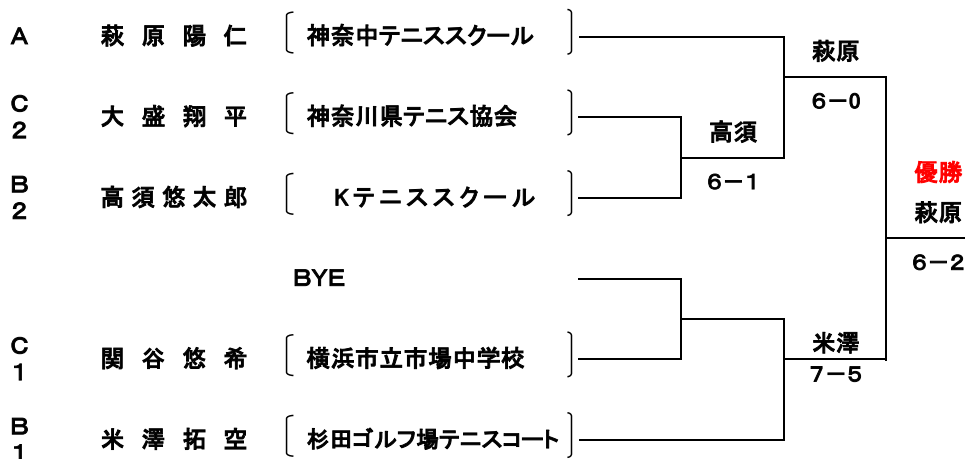 A 萩原陽仁 神奈中テニススクール
C2 大盛翔平 神奈川県テニス協会
B2 高須悠太郎 Kテニススクール
BYE
C1 関谷悠希 横浜市立市場中学校
B1 米澤拓空 杉田ゴルフ場テニスコート
高須
6－1
萩原
6－0
米澤
7－5
優勝
萩原
6－2